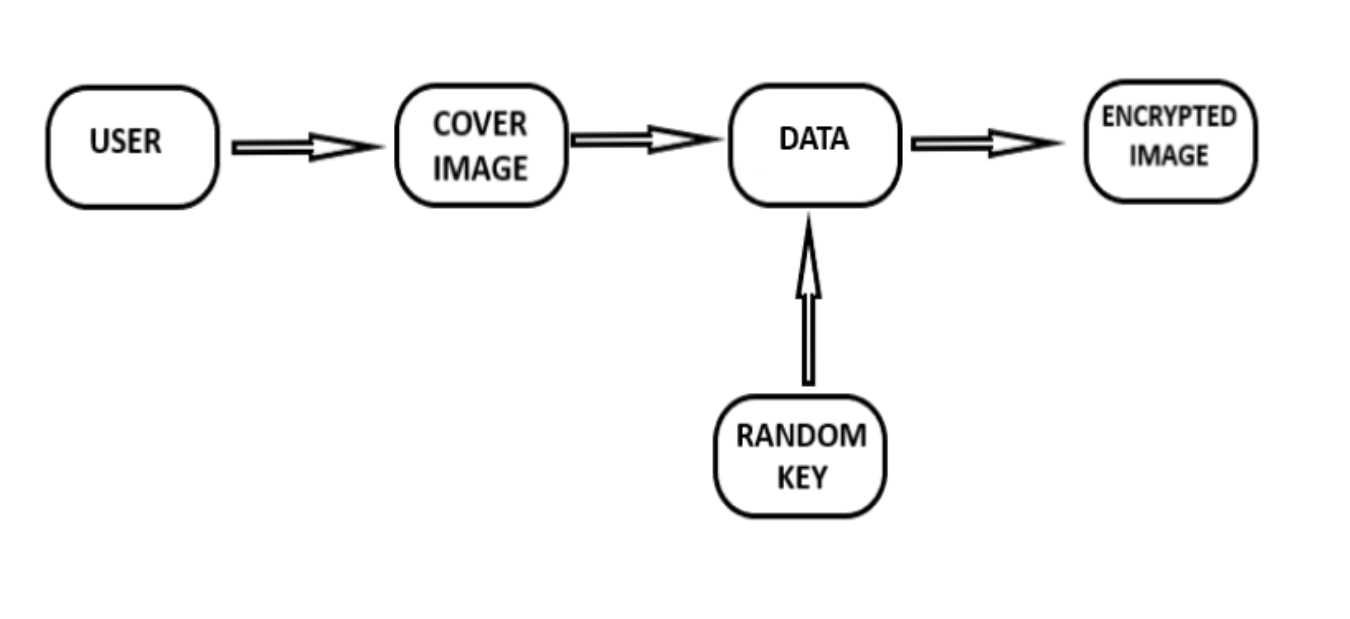 USER
COVER
IMAGE
DATA
ENCRYPTED
IMAGE
RANDOM
KEY